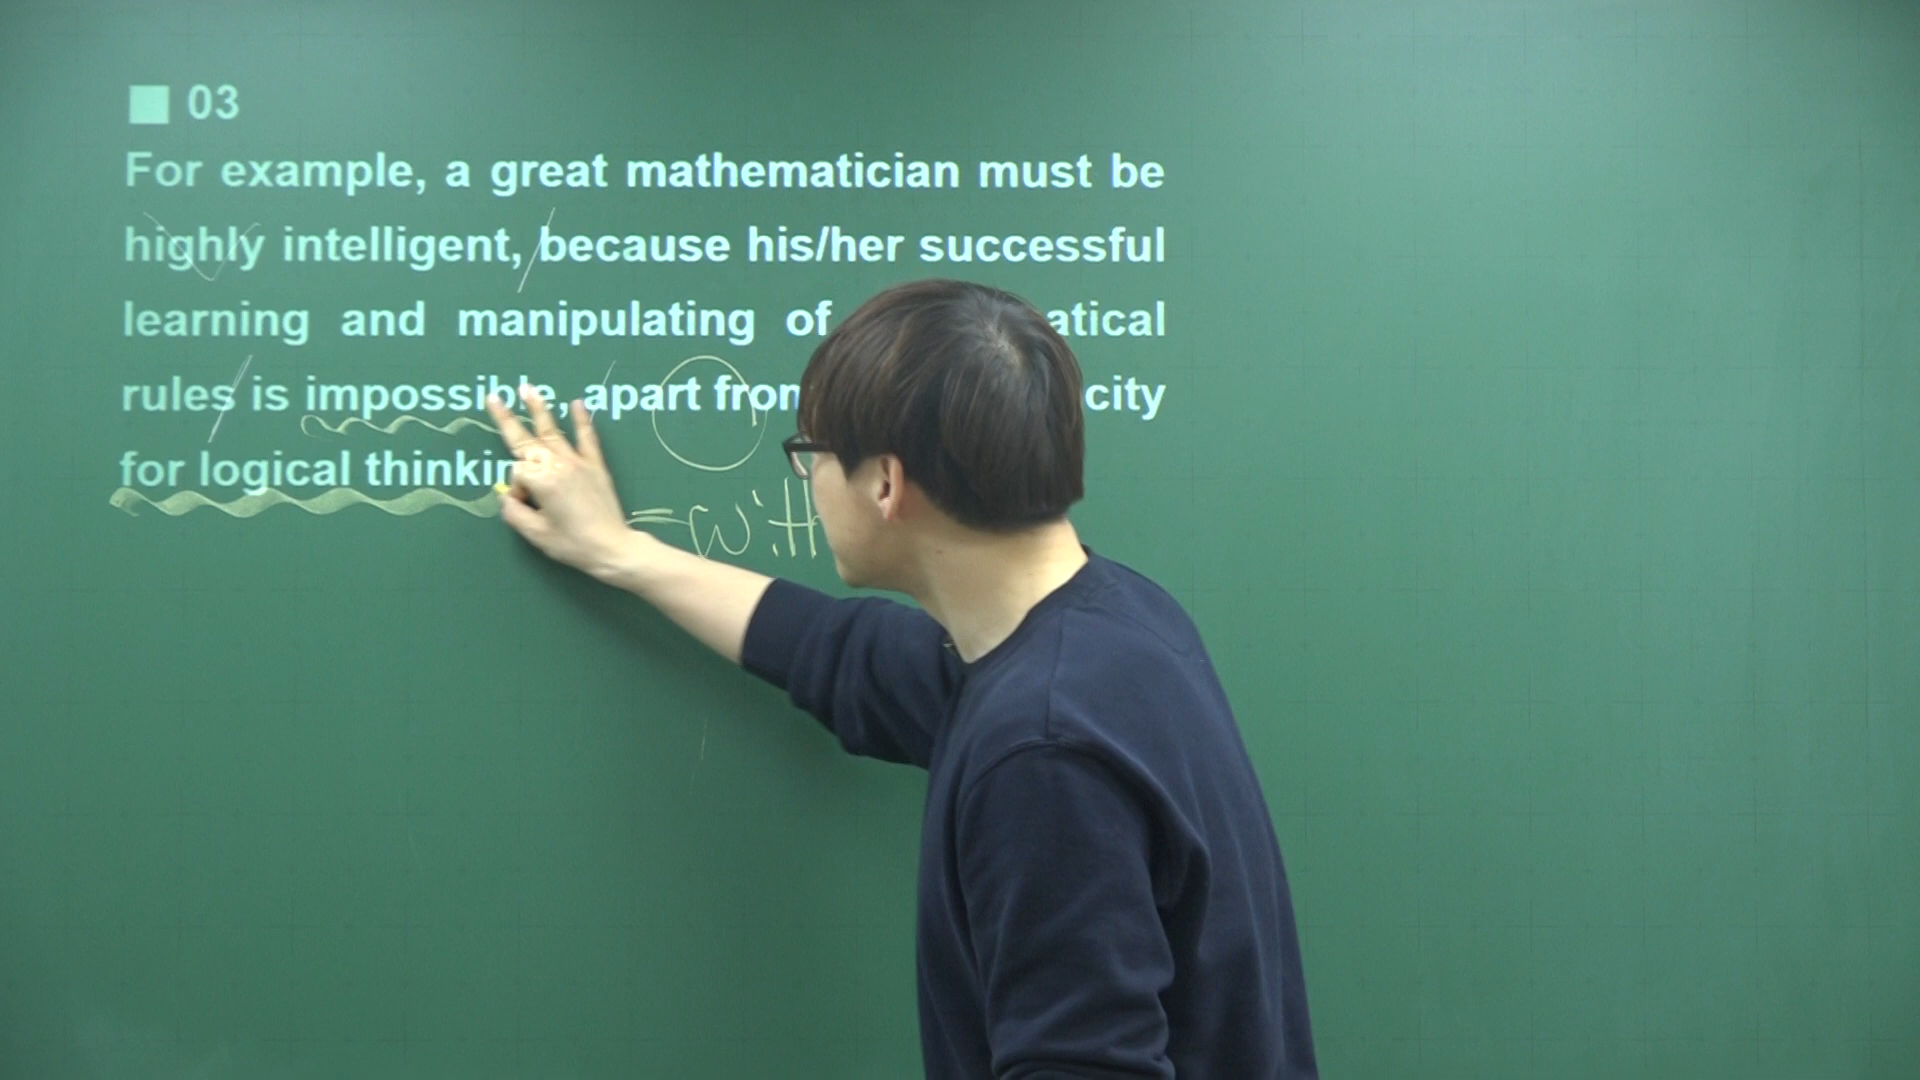 ■ 03
For example, a great mathematician must be
highly intelligent, because his/her successful
learning and manipulating of
rules is impossible, apart from
for logical thinking
= with